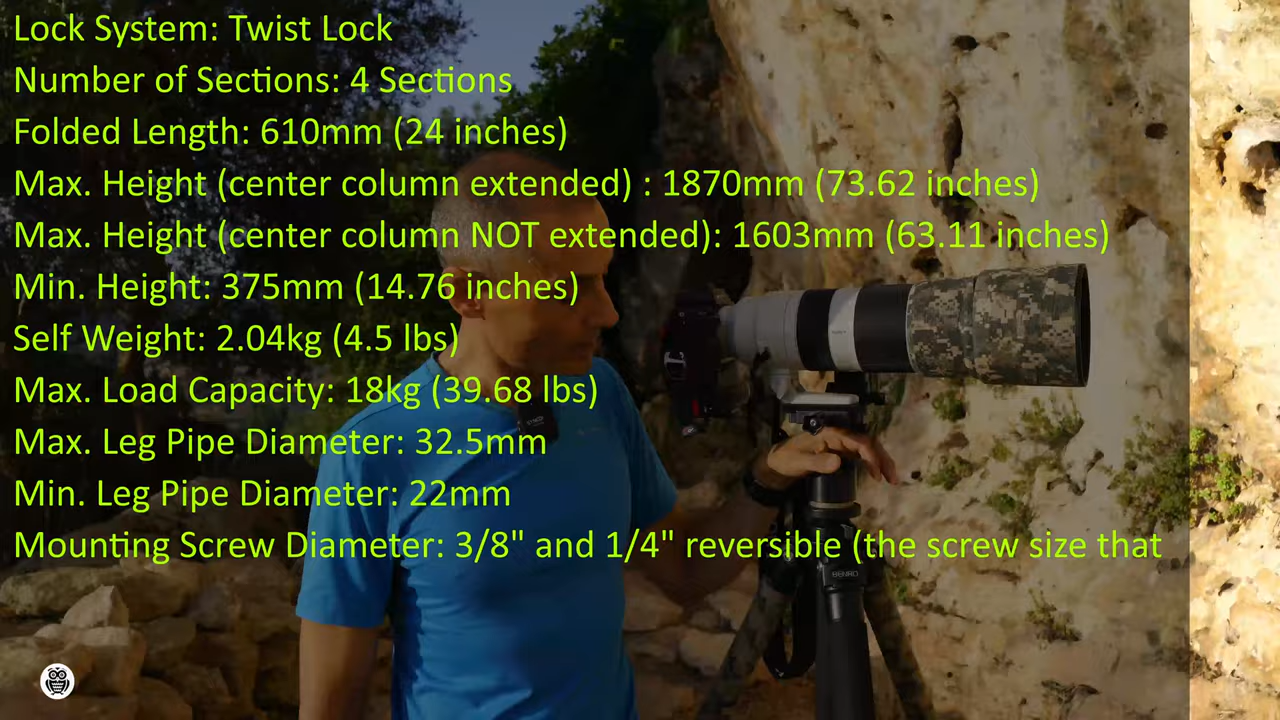 Lock System: Twist Lock
Number of Sections: 4 Sections
Folded Length: 610mm (24 inches)
Max. Height (center column extended) : 1870mm (73.62 inches)
Max. Height (center column NOT extended): 1603mm (63.11 inches)
Min. Height: 375mm (14.76 inches)
Self Weight: 2.04kg (4.5 lbs)
Max. Load Capacity: 18kg (39.68 lbs)
Max. Leg Pipe Diameter: 32.5mm
Min. Leg Pipe Diameter: 22mm
Mounting Screw Diameter: 3/8" and 1/4" reversible (the screw size that
BENRO